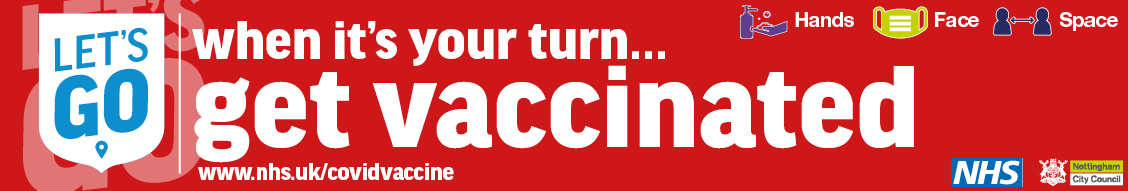 LET'S
GO
when it's your turn...
get vaccinated
www.nhs.uk/covidvaccine
Hands
Face
Space
NHS
Nottingham
City Council